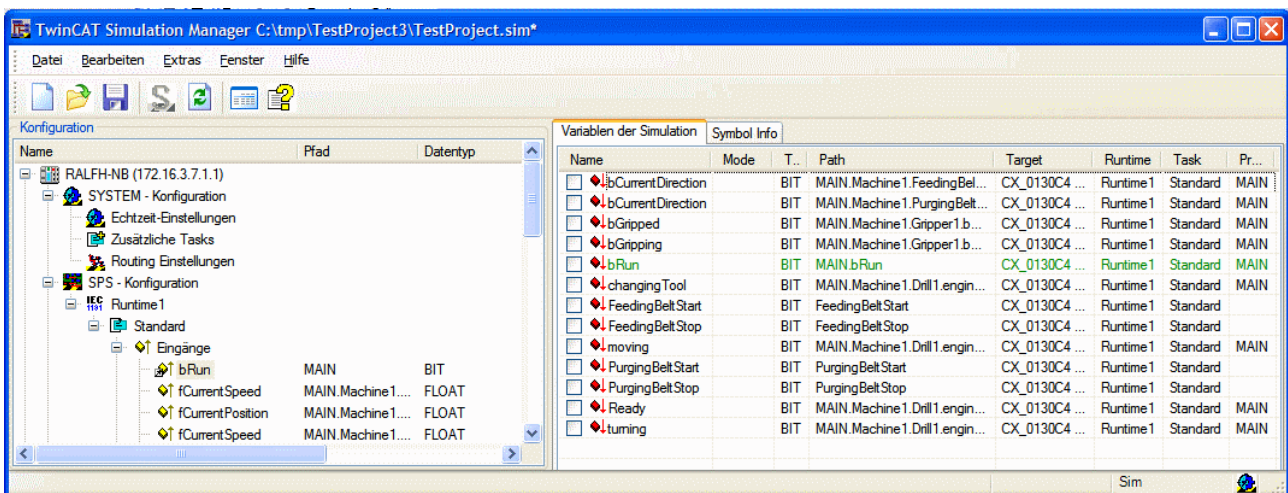 TwinCAT Simulation Manager C:\tmp\TestProject3\TestProject.sim*
Datei Bearbeiten Extras Fenster Hilfe
Konfiguration
Name Pfad Datentyp
RALFH-NB (172.16.3.7.1.1)
SYSTEM - Konfiguration
Echtzeit-Einstellungen
Zusätzliche Tasks
Routing Einstellungen
SPS - Konfiguration
IEC 1131 Runtime1
Standard
Eingänge
bRun MAIN BIT
fCurrentSpeed MAIN.Machine1.... FLOAT
fCurrentPosition MAIN.Machine1.... FLOAT
fCurrentSpeed MAIN.Machine1.... FLOAT
Variablen der Simulation Symbol Info
Name Mode T... Path Target Runtime Task Pr...
bCurrentDirection BIT MAIN.Machine1.FeedingBel... CX_0130C4 ... Runtime1 Standard MAIN
bCurrentDirection BIT MAIN.Machine1.PurgingBelt... CX_0130C4 ... Runtime1 Standard MAIN
bGripped BIT MAIN.Machine1.Gripper1.b... CX_0130C4 ... Runtime1 Standard MAIN
bGripping BIT MAIN.Machine1.Gripper1.b... CX_0130C4 ... Runtime1 Standard MAIN
bRun BIT MAIN.bRun CX_0130C4 ... Runtime1 Standard MAIN
changingTool BIT MAIN.Machine1.Drill1.engin... CX_0130C4 ... Runtime1 Standard MAIN
FeedingBeltStart BIT FeedingBeltStart CX_0130C4 ... Runtime1 Standard
FeedingBeltStop BIT FeedingBeltStop CX_0130C4 ... Runtime1 Standard
moving BIT MAIN.Machine1.Drill1.engin... CX_0130C4 ... Runtime1 Standard MAIN
PurgingBeltStart BIT PurgingBeltStart CX_0130C4 ... Runtime1 Standard
PurgingBeltStop BIT PurgingBeltStop CX_0130C4 ... Runtime1 Standard
Ready BIT MAIN.Machine1.Drill1.engin... CX_0130C4 ... Runtime1 Standard MAIN
turning BIT MAIN.Machine1.Drill1.engin... CX_0130C4 ... Runtime1 Standard MAIN
Sim